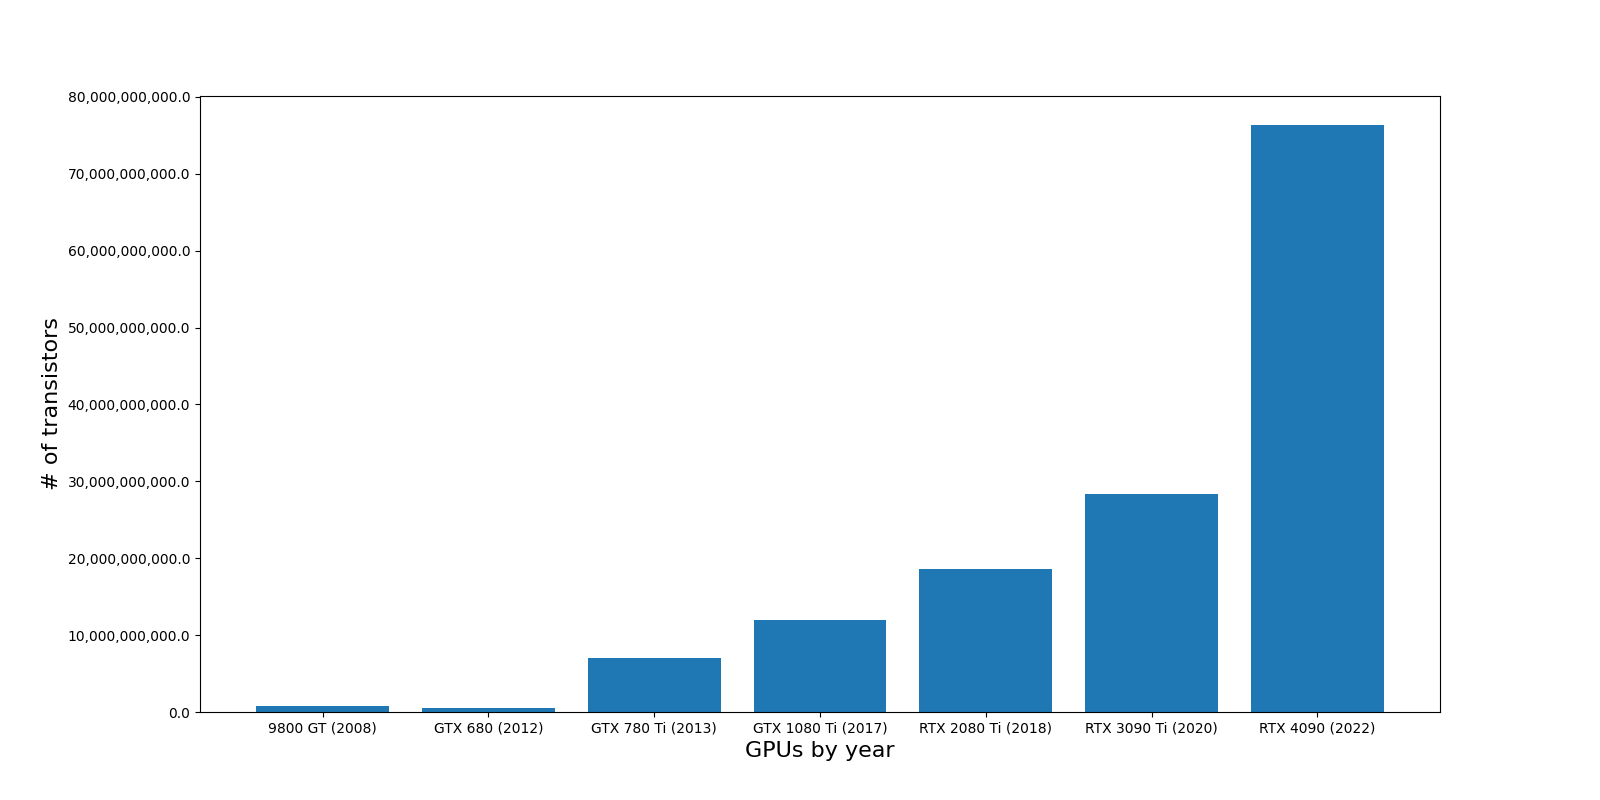 80,000,000,000.0
70,000,000,000.0
60,000,000,000.0
50,000,000,000.0
40,000,000,000.0
30,000,000,000.0
20,000,000,000.0
10,000,000,000.0
0.0
# of transistors
9800 GT (2008)
GTX 680 (2012)
GTX 780 Ti (2013)
GTX 1080 Ti (2017)
RTX 2080 Ti (2018)
RTX 3090 Ti (2020)
RTX 4090 (2022)
GPUs by year